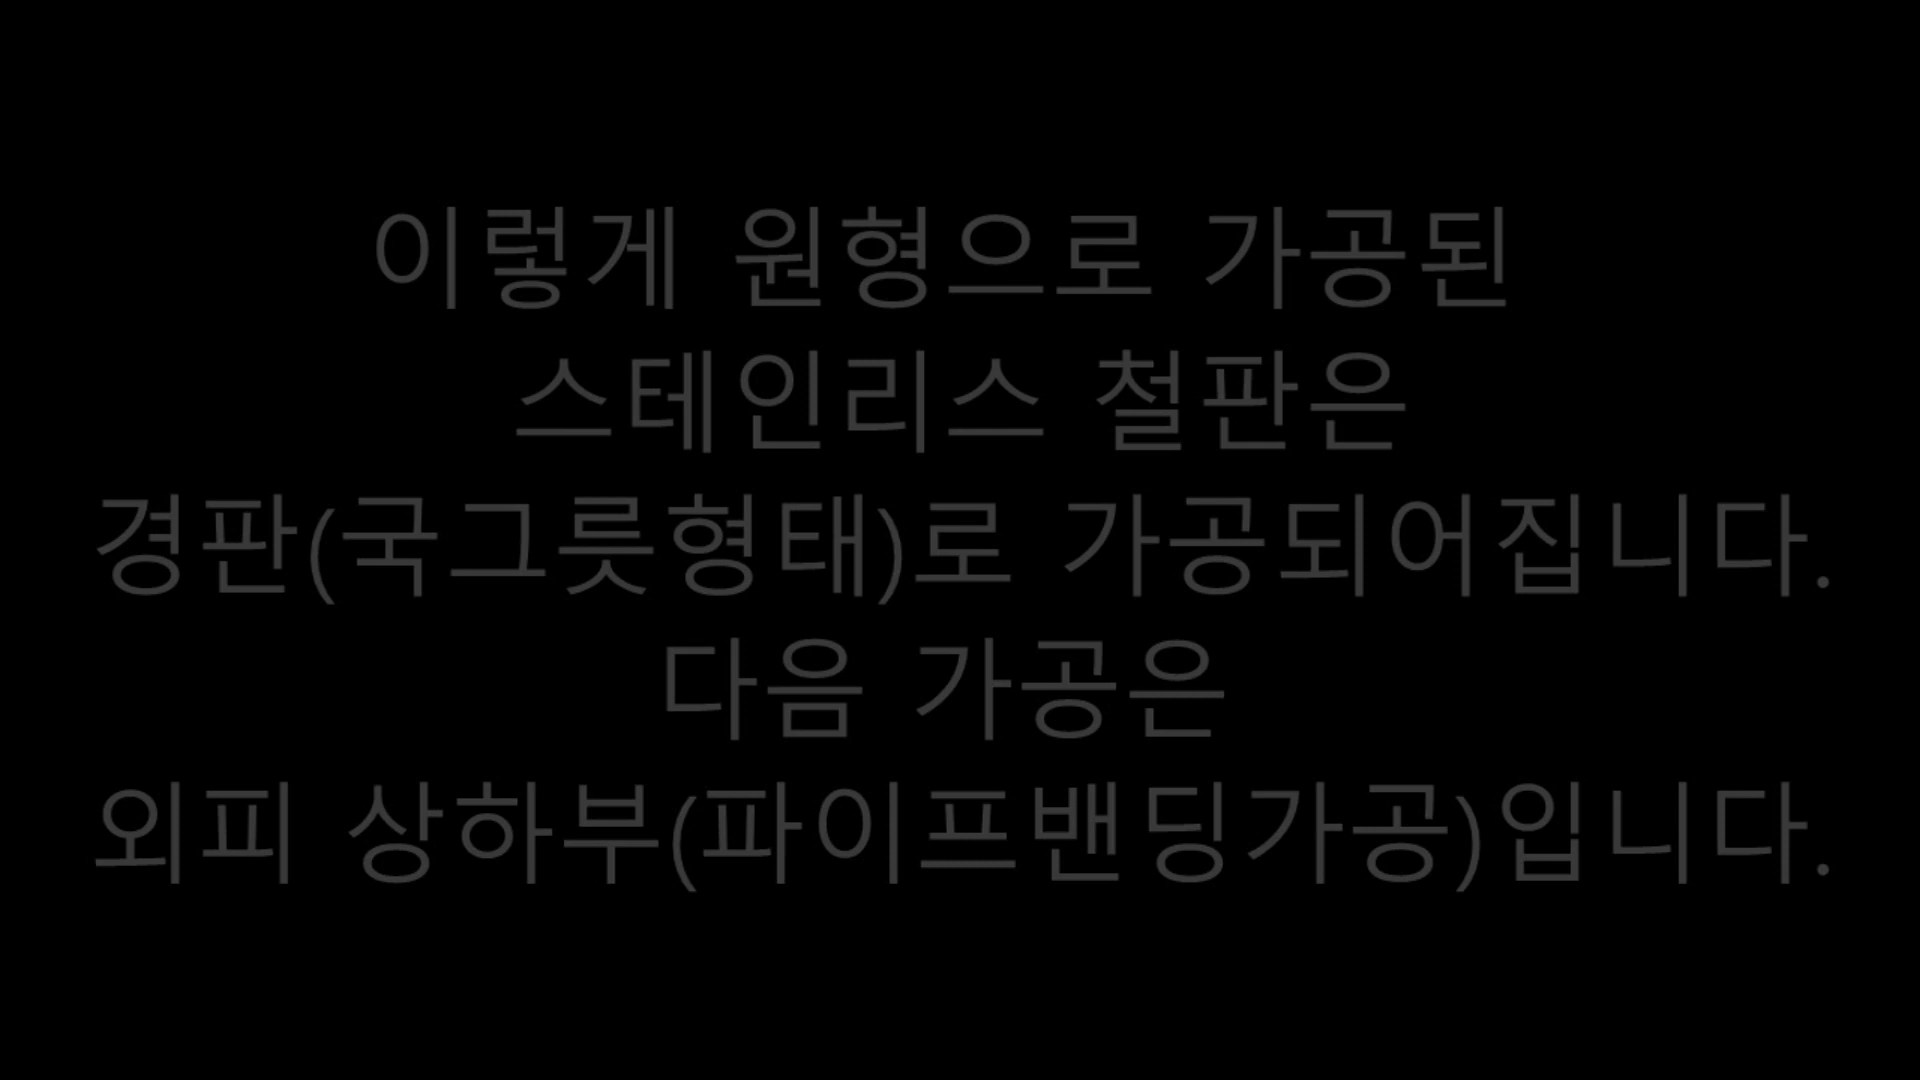 이렇게 원형으로 가공된
스테인리스 철판은
경판(국그릇형태)로 가공되어집니다.
다음 가공은
외피 상하부(파이프밴딩가공)입니다.